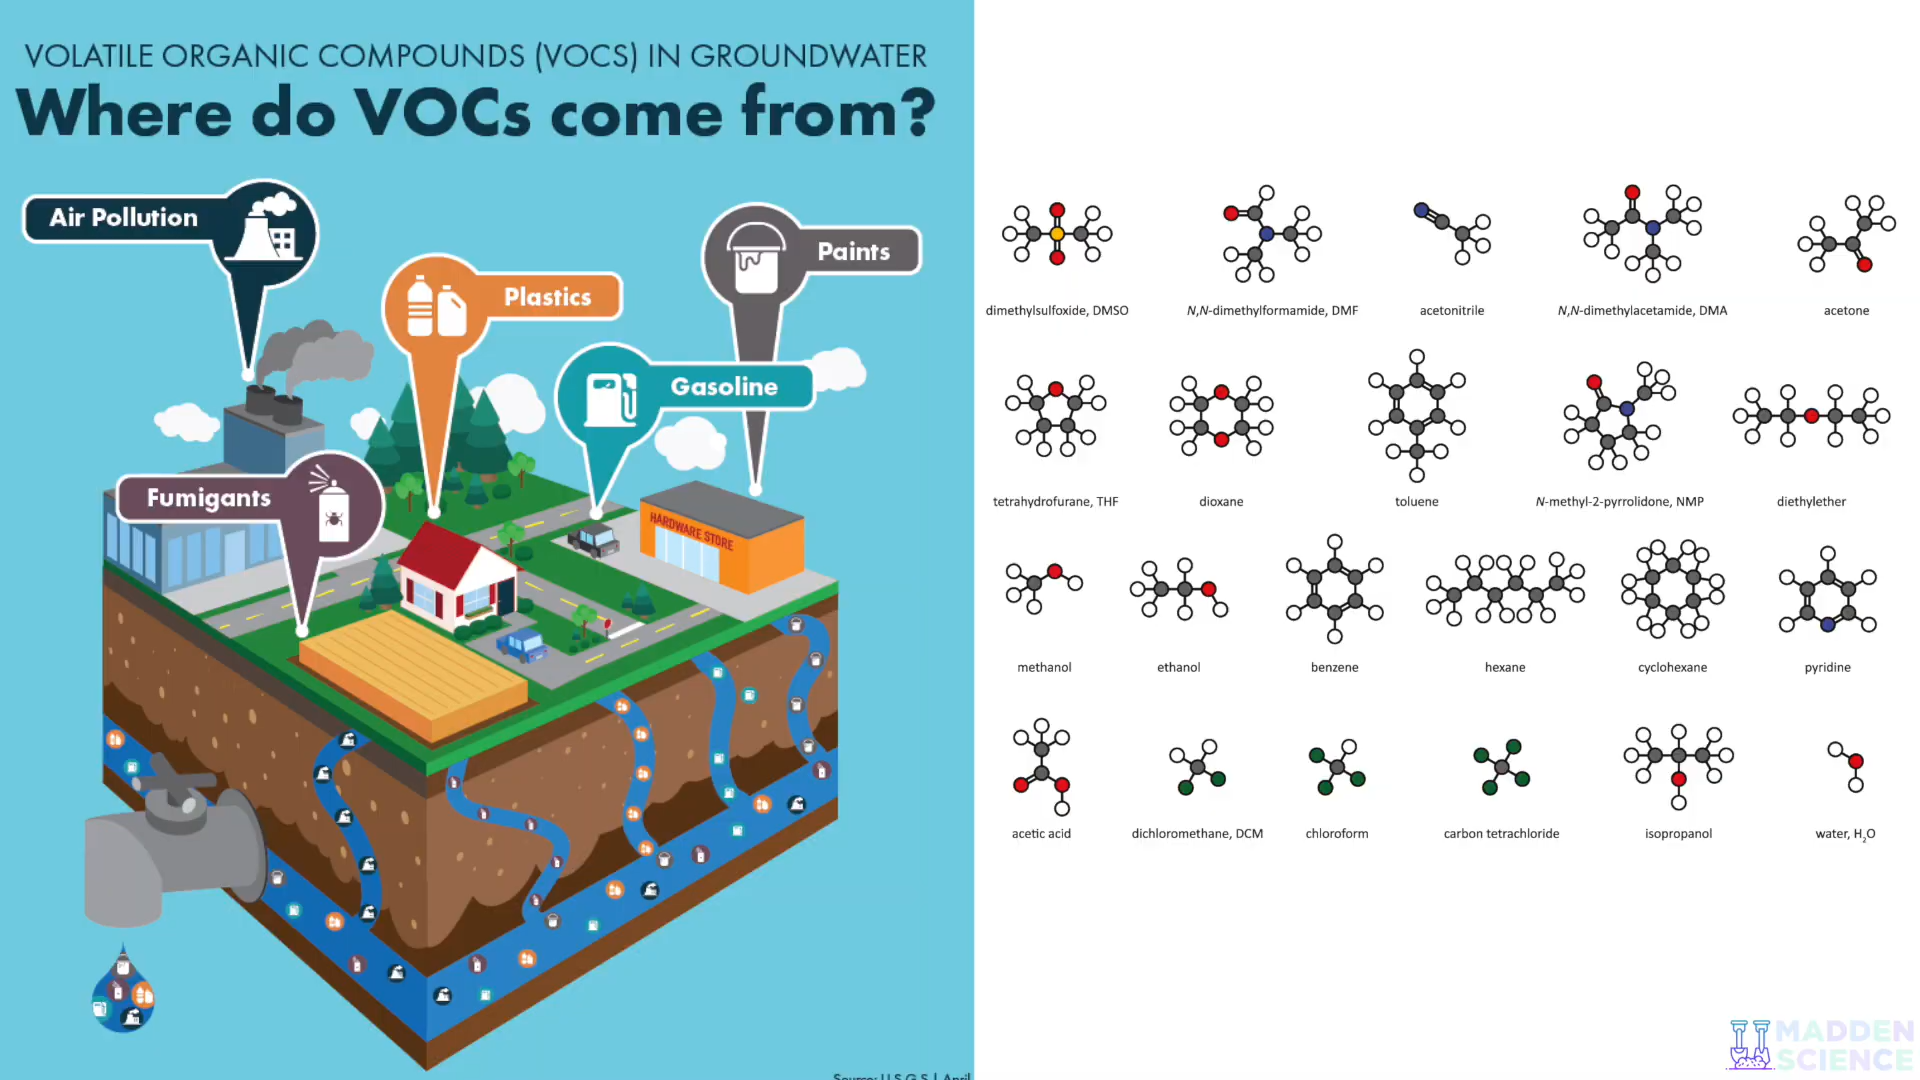 VOLATILE ORGANIC COMPOUNDS (VOCS) IN GROUNDWATER
Where do VOCs come from?
Air Pollution
Paints
Plastics
Gasoline
Fumigants
HARDWARE STORE
dimethylsulfoxide, DMSO
N,N-dimethylformamide, DMF
acetonitrile
N,N-dimethylacetamide, DMA
acetone
tetrahydrofurane, THF
dioxane
toluene
N-methyl-2-pyrrolidone, NMP
diethylether
methanol
ethanol
benzene
hexane
cyclohexane
pyridine
acetic acid
dichloromethane, DCM
chloroform
carbon tetrachloride
isopropanol
water, H₂O
Source: U.S.G.S | April
MADDEN
SCIENCE